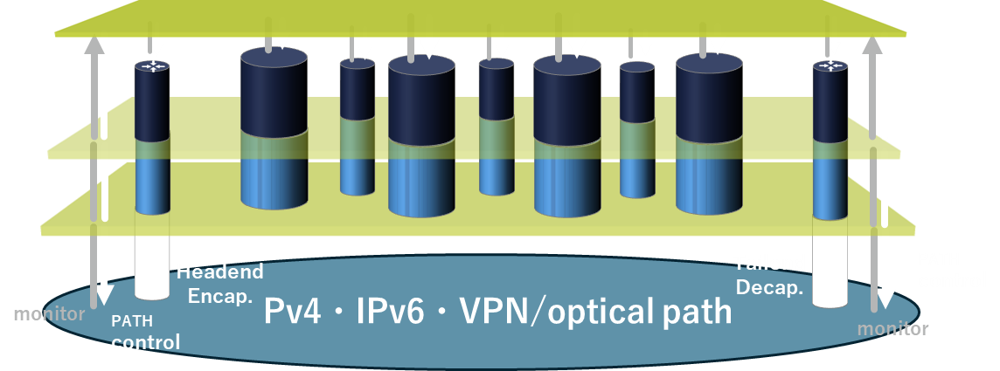 Headend
Encap.
Decap.
Pv4・IPv6・VPN/optical path
monitor
PATH
control
monitor